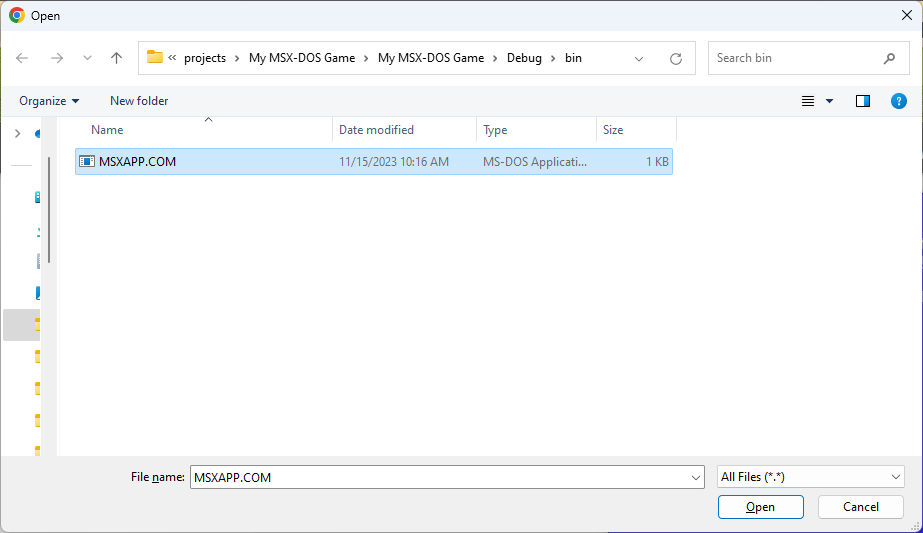 Open
« projects > My MSX-DOS Game > My MSX-DOS Game > Debug > bin
Search bin
Organize New folder
Name Date modified Type Size
MSXAPP.COM 11/15/2023 10:16 AM MS-DOS Applicati... 1 KB
File name: MSXAPP.COM All Files (*.*)
Open Cancel